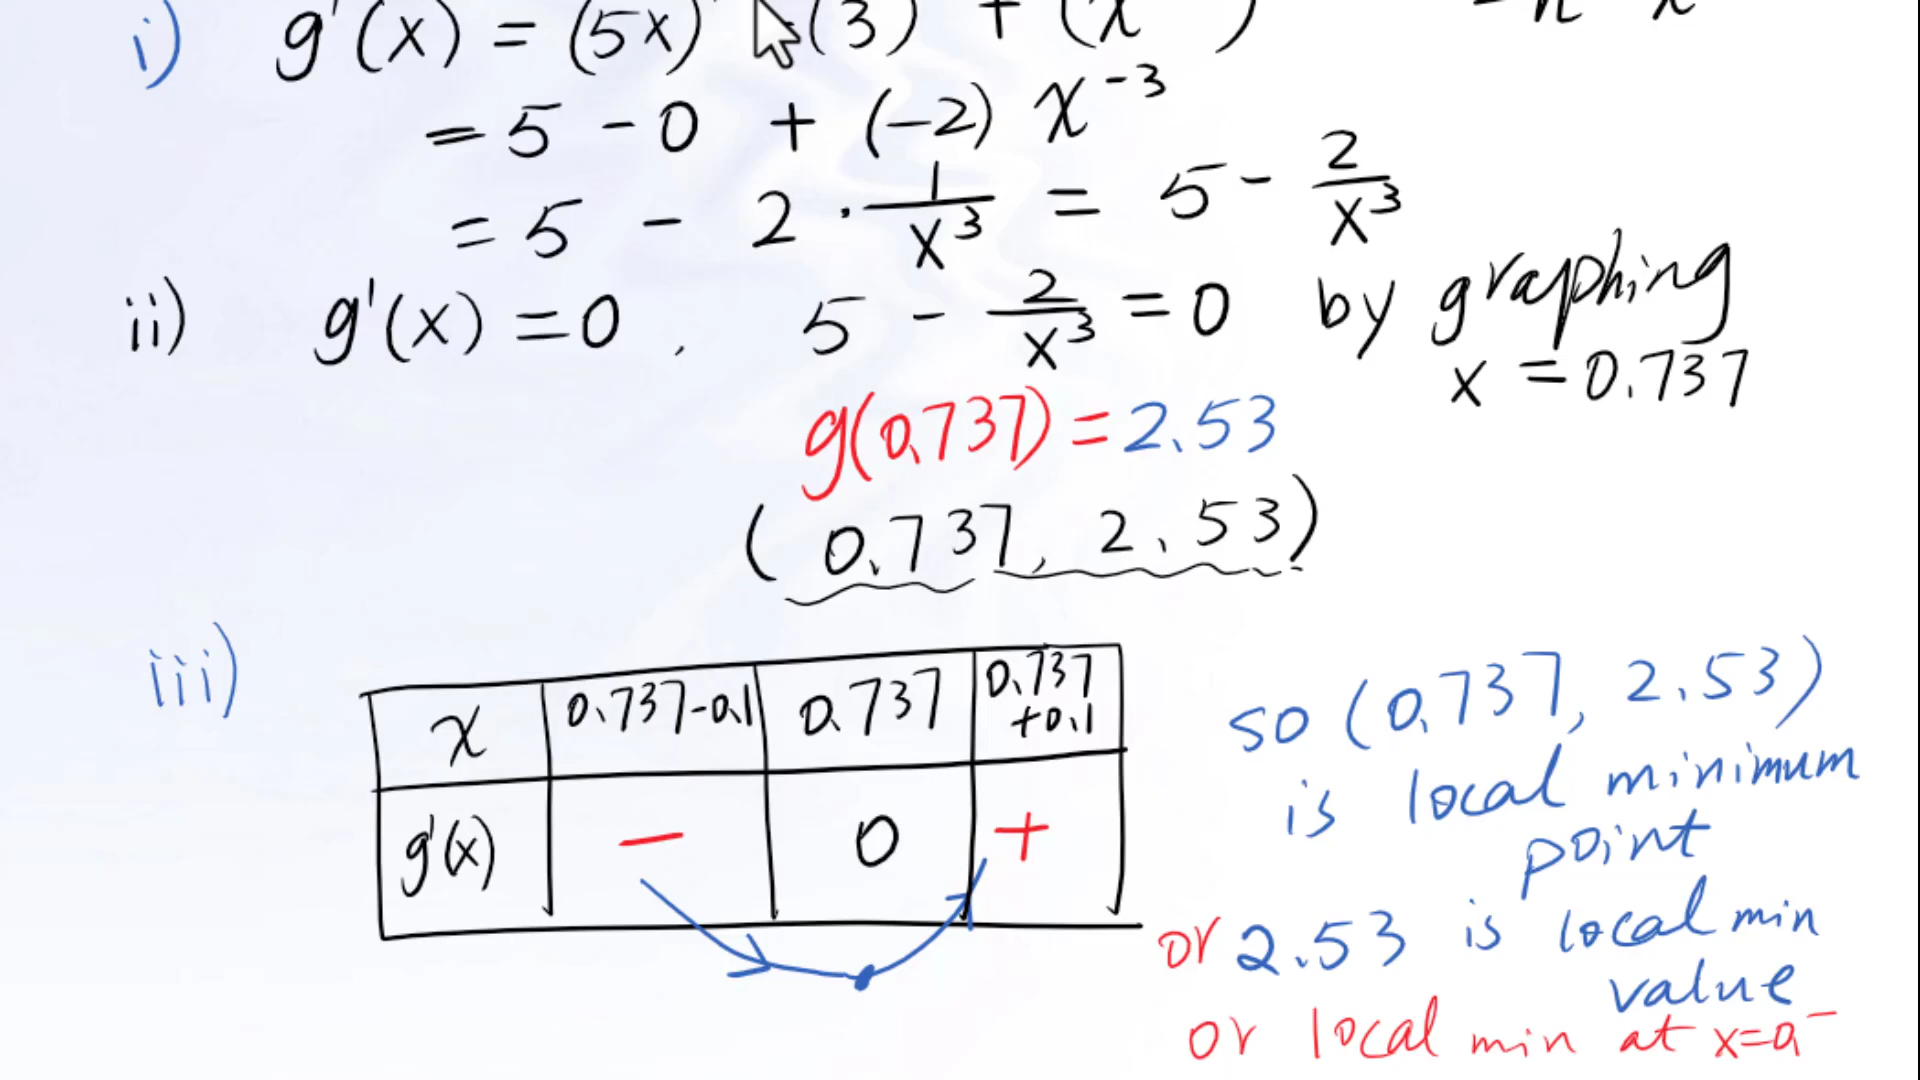 i) g'(x) = (5x)' - (3)' + (x )
= 5 - 0 + (-2) x⁻³
= 5 - 2 · 1/x³ = 5 - 2/x³
ii) g'(x) = 0, 5 - 2/x³ = 0 by graphing
x = 0.737
g(0.737) = 2.53
(0.737, 2.53)
iii)
x 0.737-0.1 0.737 0.737 +0.1
g'(x) - 0 +
so (0.737, 2.53)
is local minimum
point
or 2.53 is local min
value
or local min at x=0